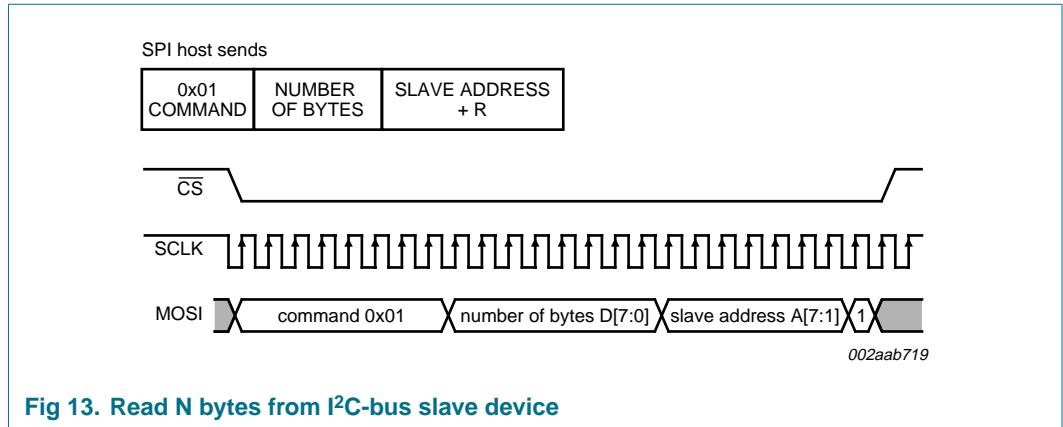 SPI host sends
0x01 COMMAND
NUMBER OF BYTES
SLAVE ADDRESS + R
CS
SCLK
MOSI
command 0x01
number of bytes D[7:0]
slave address A[7:1]
1
002aab719
Fig 13. Read N bytes from I2C-bus slave device